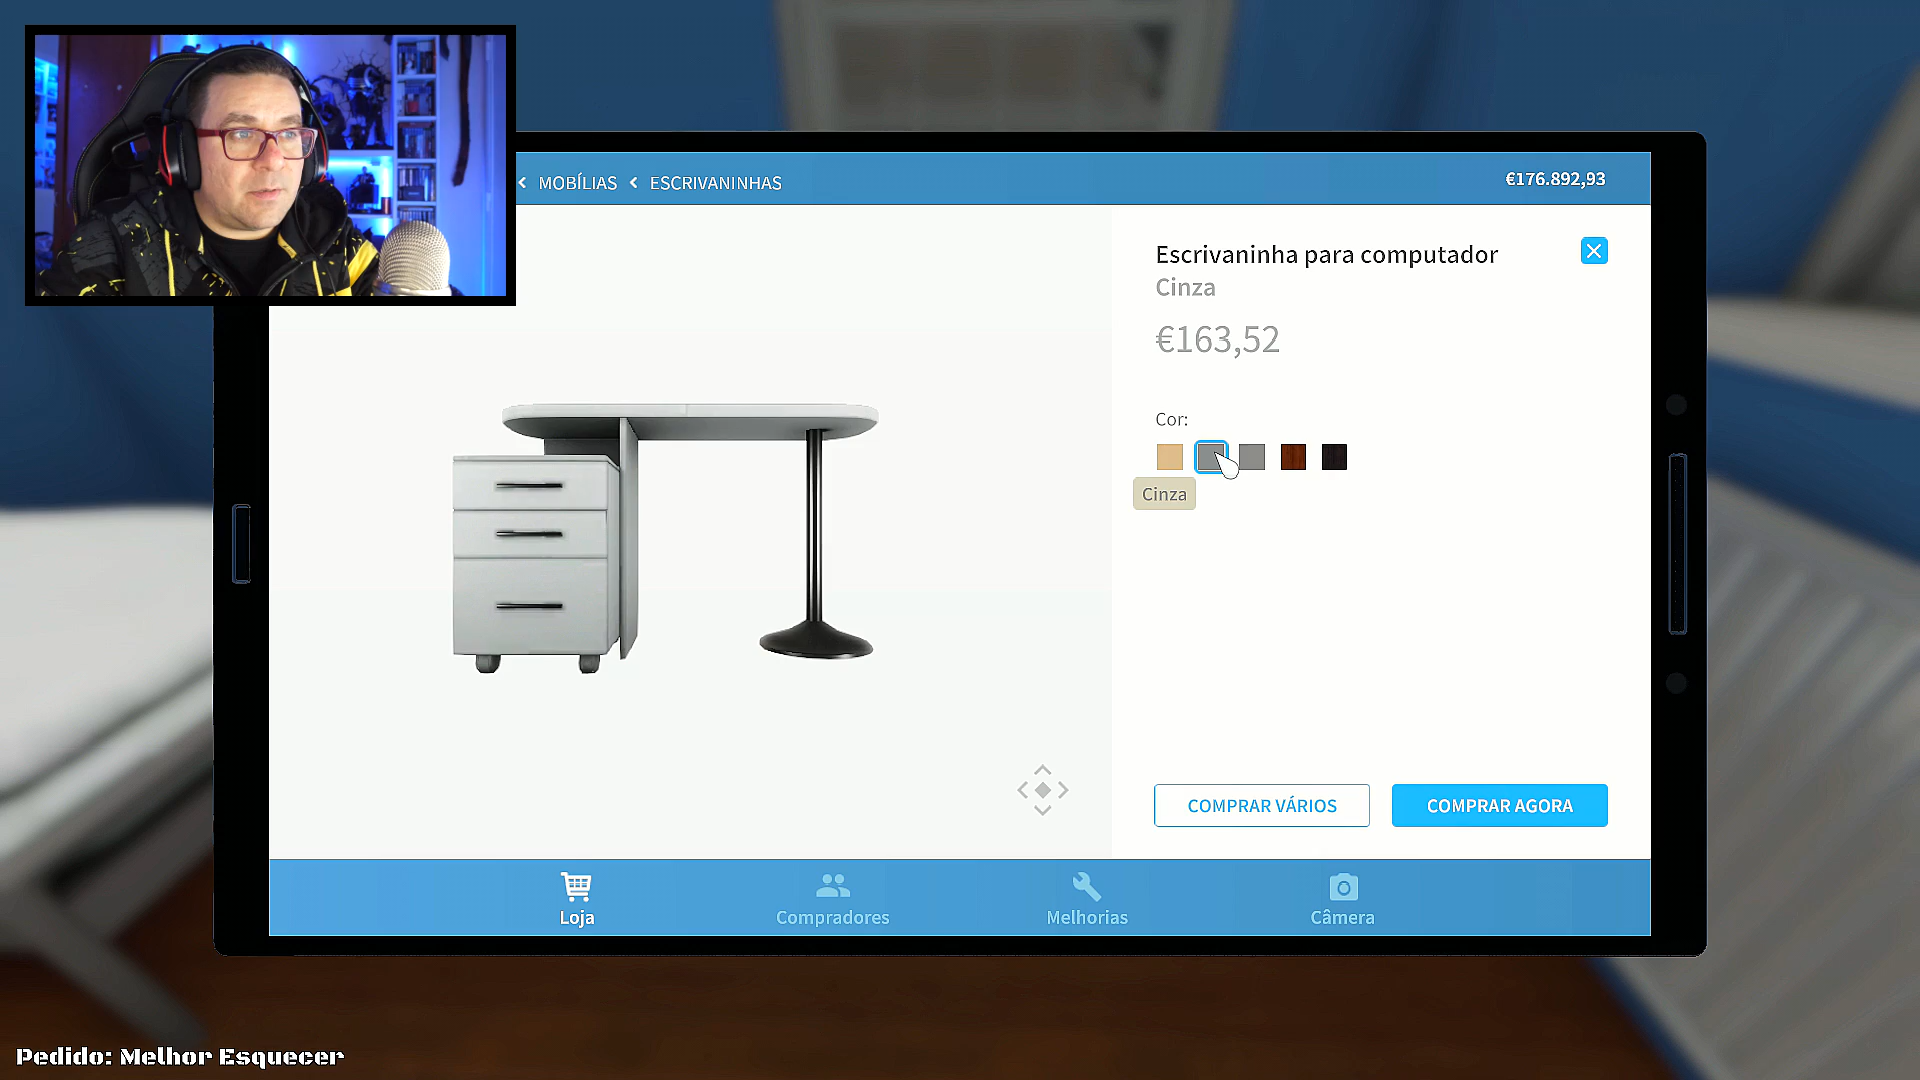 MOBÍLIAS ESCRIVANINHAS
€176.892,93
Escrivaninha para computador
Cinza
€163,52
Cor:
Cinza
COMPRAR VÁRIOS
COMPRAR AGORA
Loja
Compradores
Melhorias
Câmera
Pedido: Melhor Esquecer